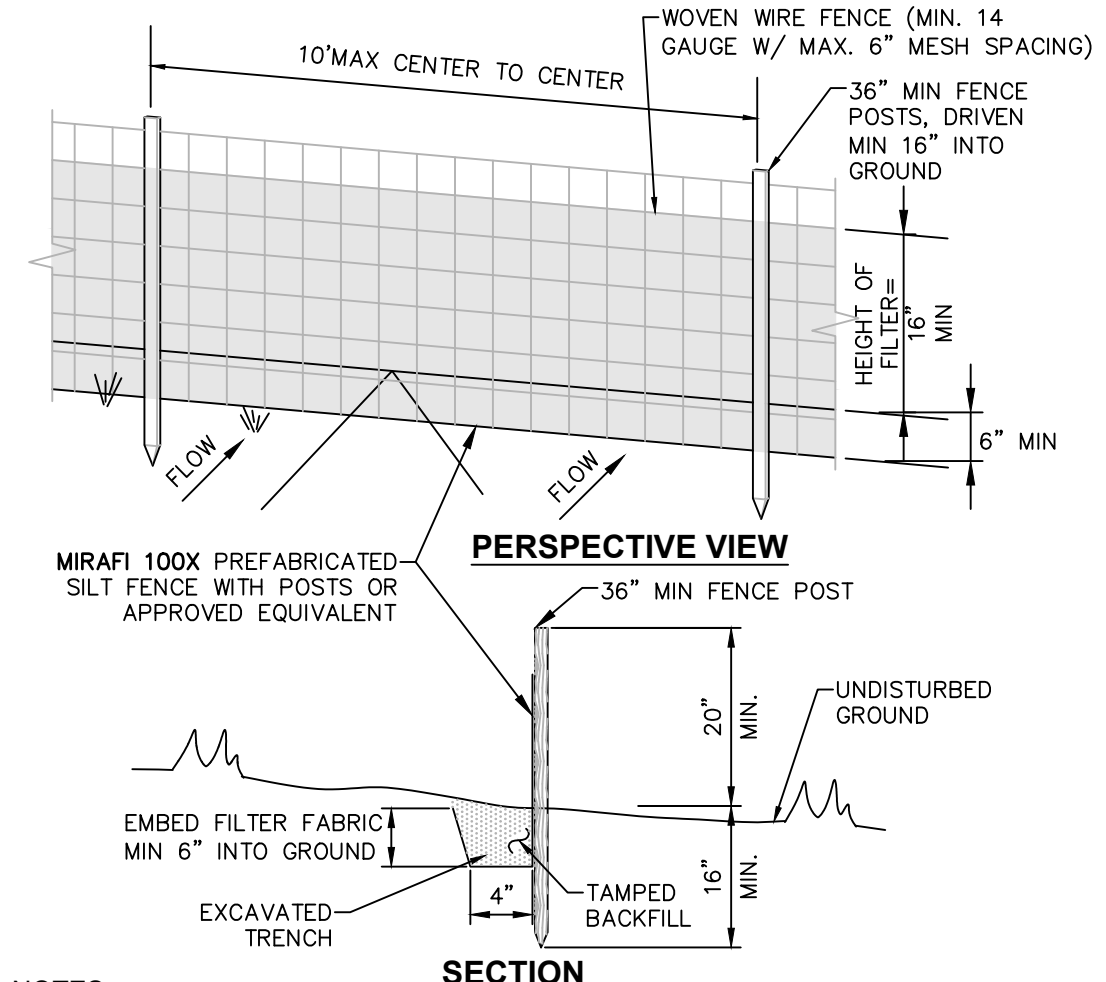 WOVEN WIRE FENCE (MIN. 14
GAUGE W/ MAX. 6” MESH SPACING)
10’MAX CENTER TO CENTER
36” MIN FENCE
POSTS, DRIVEN
MIN 16” INTO
GROUND
HEIGHT OF
FILTER=
16”
MIN
6” MIN
FLOW
FLOW
PERSPECTIVE VIEW
MIRAFI 100X PREFABRICATED
SILT FENCE WITH POSTS OR
APPROVED EQUIVALENT
36” MIN FENCE POST
20”
MIN.
UNDISTURBED
GROUND
EMBED FILTER FABRIC
MIN 6” INTO GROUND
4”
16”
MIN.
TAMPED
BACKFILL
EXCAVATED
TRENCH
SECTION
NOTES